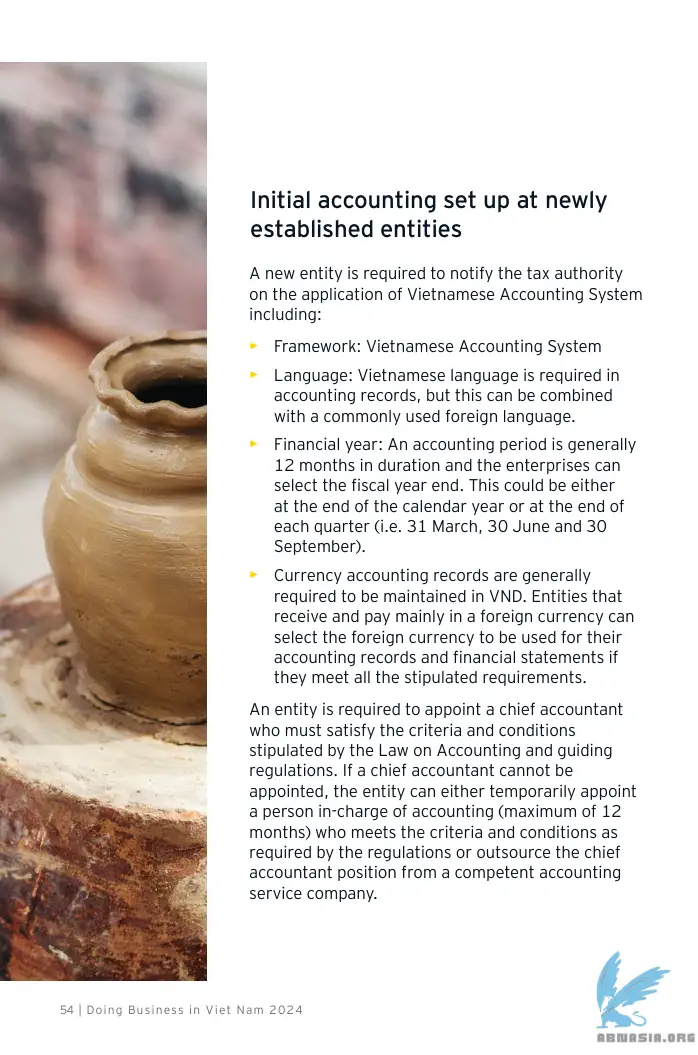 Initial accounting set up at newly
established entities
A new entity is required to notify the tax authority
on the application of Vietnamese Accounting System
including:
► Framework: Vietnamese Accounting System
► Language: Vietnamese language is required in
accounting records, but this can be combined
with a commonly used foreign language.
► Financial year: An accounting period is generally
12 months in duration and the enterprises can
select the fiscal year end. This could be either
at the end of the calendar year or at the end of
each quarter (i.e. 31 March, 30 June and 30
September).
► Currency accounting records are generally
required to be maintained in VND. Entities that
receive and pay mainly in a foreign currency can
select the foreign currency to be used for their
accounting records and financial statements if
they meet all the stipulated requirements.
An entity is required to appoint a chief accountant
who must satisfy the criteria and conditions
stipulated by the Law on Accounting and guiding
regulations. If a chief accountant cannot be
appointed, the entity can either temporarily appoint
a person in-charge of accounting (maximum of 12
months) who meets the criteria and conditions as
required by the regulations or outsource the chief
accountant position from a competent accounting
service company.
54 | Doing Business in Viet Nam 2024
ABNASIA.ORG